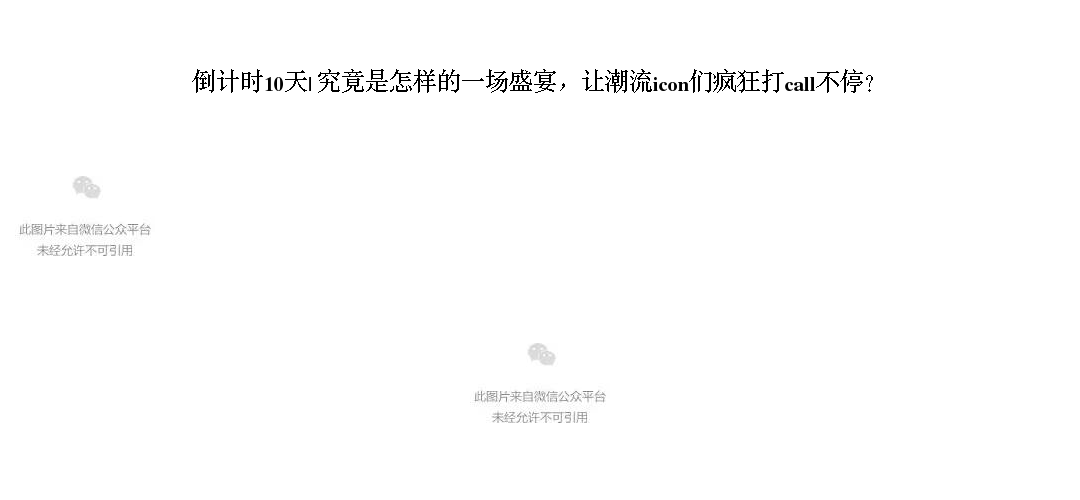 倒计时10天| 究竟是怎样的一场盛宴，让潮流icon们疯狂打call不停?
此图片来自微信公众平台
未经允许不可引用
此图片来自微信公众平台
未经允许不可引用